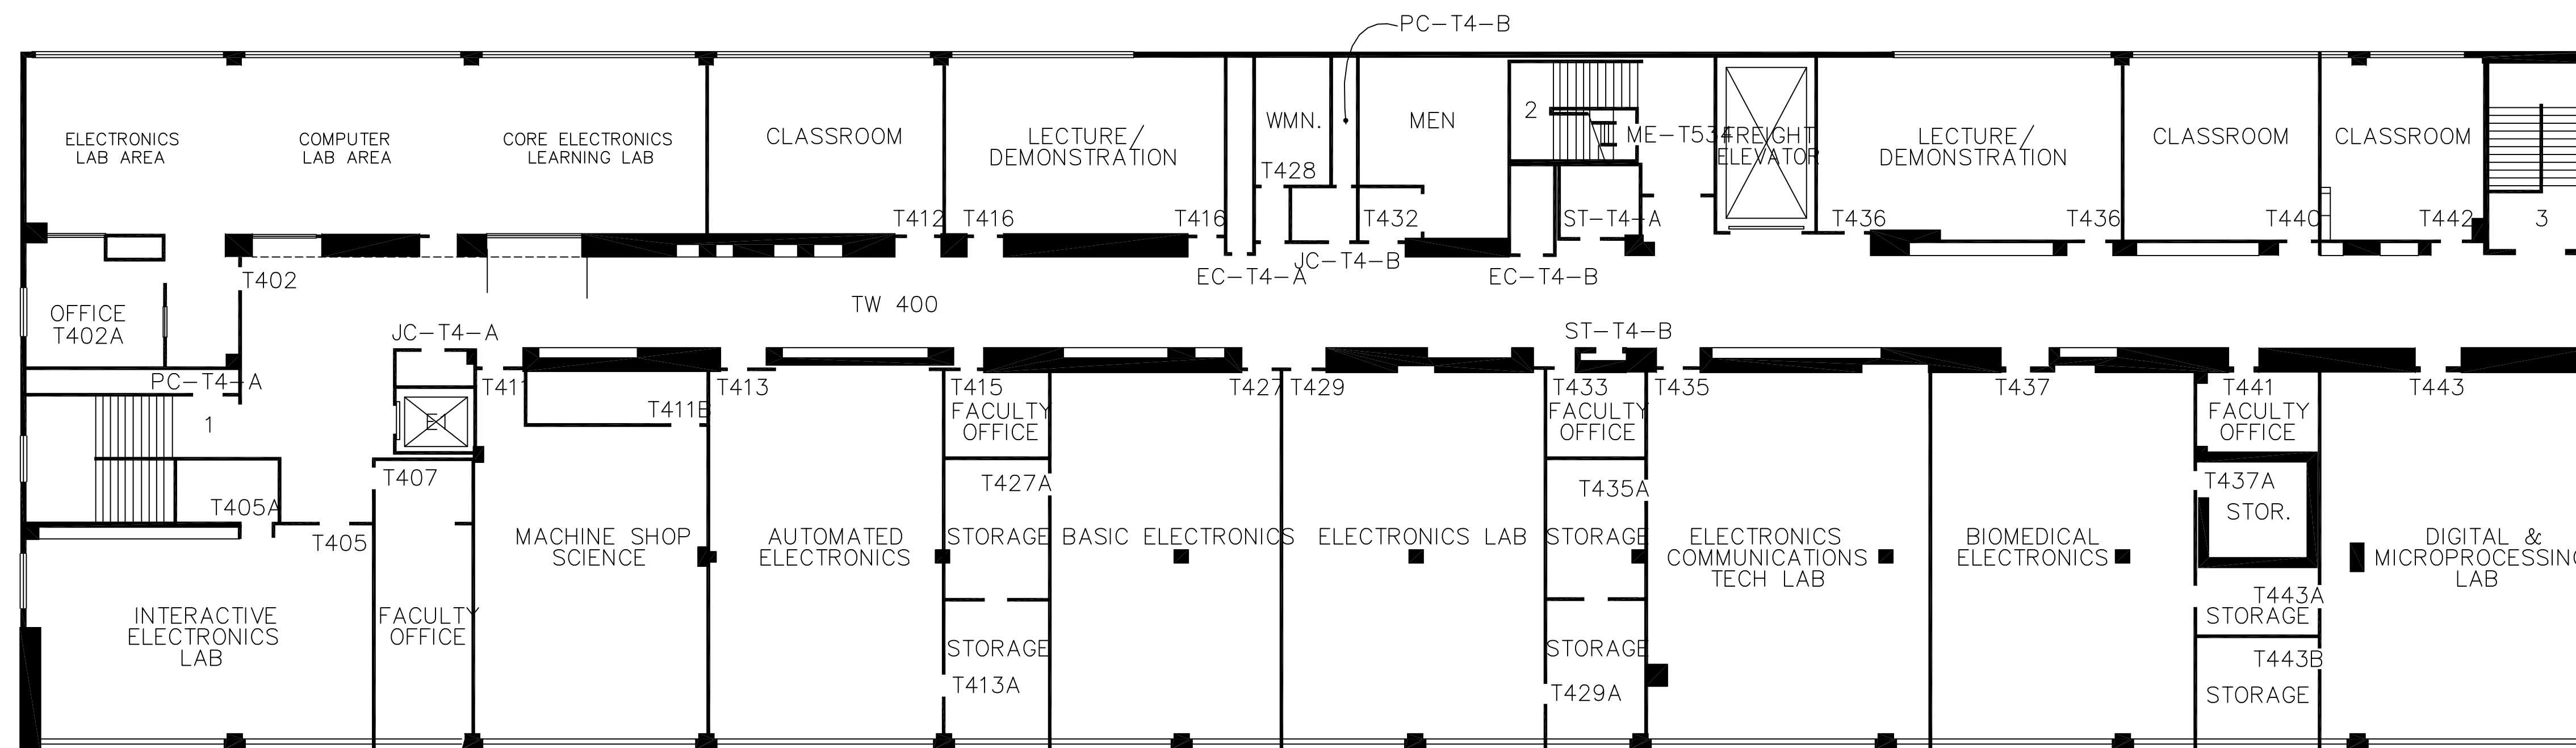 PC-T4-B
ELECTRONICS
LAB AREA
COMPUTER
LAB AREA
CORE ELECTRONICS
LEARNING LAB
CLASSROOM
LECTURE/
DEMONSTRATION
WMN.
MEN
2
ME-T534
FREIGHT
ELEVATOR
LECTURE/
DEMONSTRATION
CLASSROOM
CLASSROOM
T428
T412
T416
T416
T432
ST-T4-A
T436
T436
T440
T442
3
T402
EC-T4-A
JC-T4-B
EC-T4-B
OFFICE
T402A
TW 400
JC-T4-A
ST-T4-B
PC-T4-A
T411
T413
T415
T427
T429
T433
T435
T437
T441
T443
1
E1
T411B
FACULTY
OFFICE
FACULTY
OFFICE
FACULTY
OFFICE
T407
T427A
T435A
T437A
T405A
STOR.
T405
MACHINE SHOP
SCIENCE
AUTOMATED
ELECTRONICS
STORAGE
BASIC ELECTRONICS
ELECTRONICS LAB
STORAGE
ELECTRONICS
COMMUNICATIONS
TECH LAB
BIOMEDICAL
ELECTRONICS
DIGITAL &
MICROPROCESSING
LAB
T443A
STORAGE
INTERACTIVE
ELECTRONICS
LAB
FACULTY
OFFICE
STORAGE
STORAGE
T443B
T413A
T429A
STORAGE